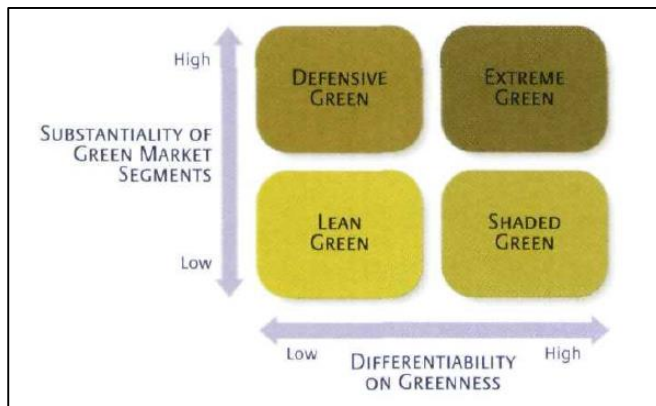 High
DEFENSIVE
GREEN
EXTREME
GREEN
SUBSTANTIALITY OF
GREEN MARKET
SEGMENTS
LEAN
GREEN
SHADED
GREEN
Low
Low
High
DIFFERENTIABILITY
ON GREENNESS